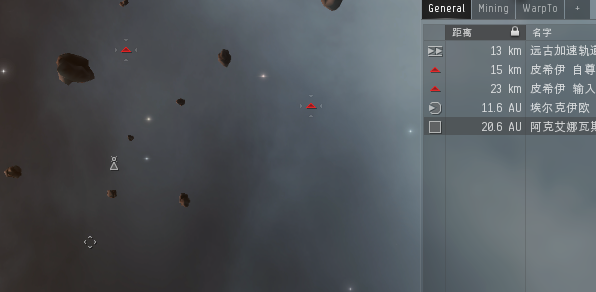 General Mining WarpTo +
距离 名字
13 km 远古加速轨道
15 km 皮希伊 自尊
23 km 皮希伊 输入
11.6 AU 埃尔克伊欧
20.6 AU 阿克艾娜瓦斯